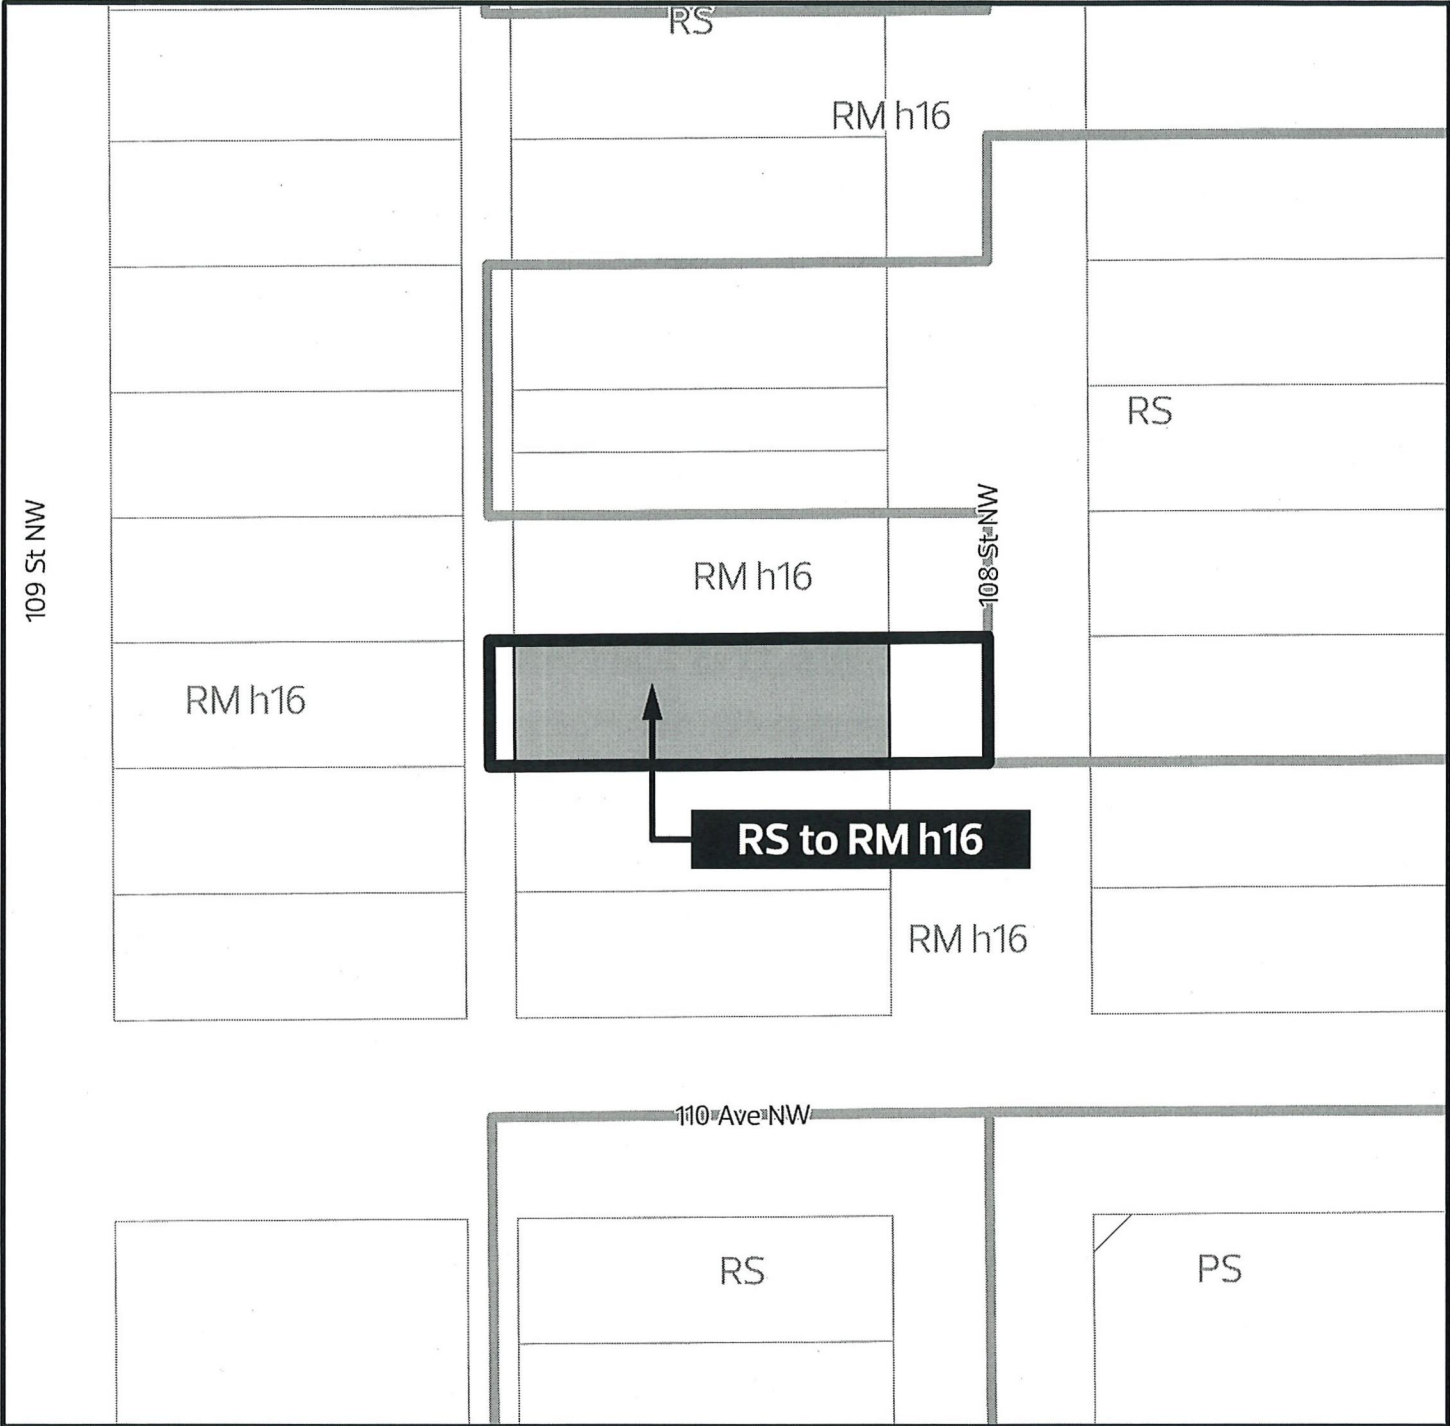 RS
RM h16
RS
109 St NW
108 St NW
RM h16
RM h16
RS to RM h16
RM h16
110 Ave NW
RS
PS